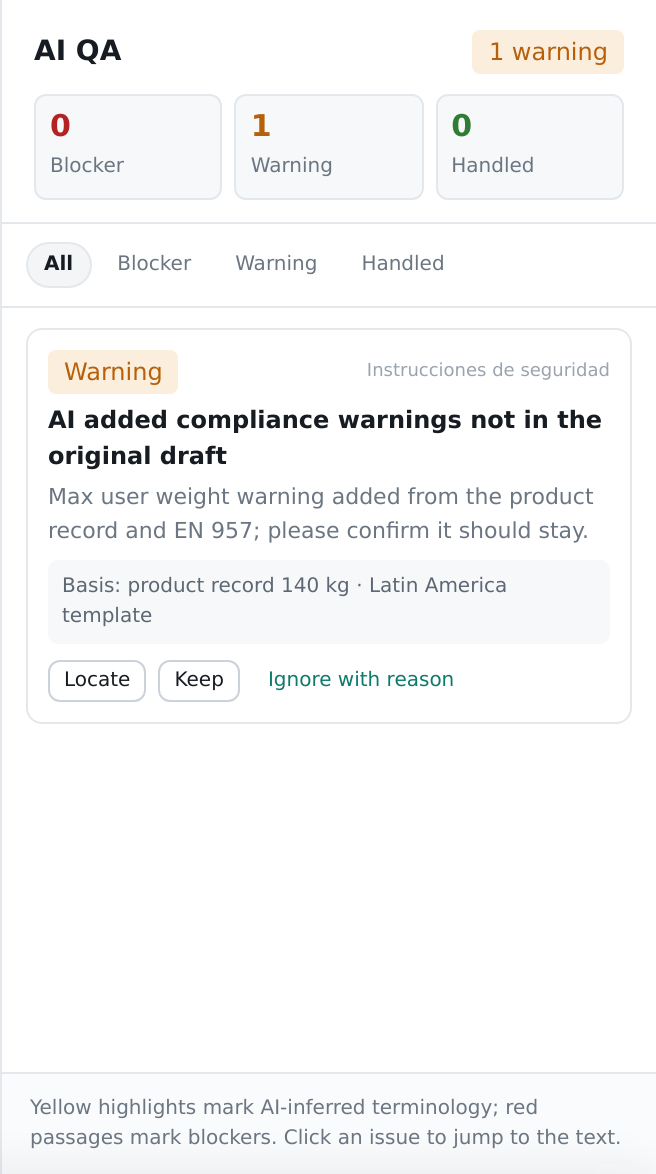 AI QA
1 warning
0
Blocker
1
Warning
0
Handled
All
Blocker
Warning
Handled
Warning
Instrucciones de seguridad
AI added compliance warnings not in the
original draft
Max user weight warning added from the product
record and EN 957; please confirm it should stay.
Basis: product record 140 kg · Latin America
template
Locate
Keep
Ignore with reason
Yellow highlights mark AI-inferred terminology; red
passages mark blockers. Click an issue to jump to the text.